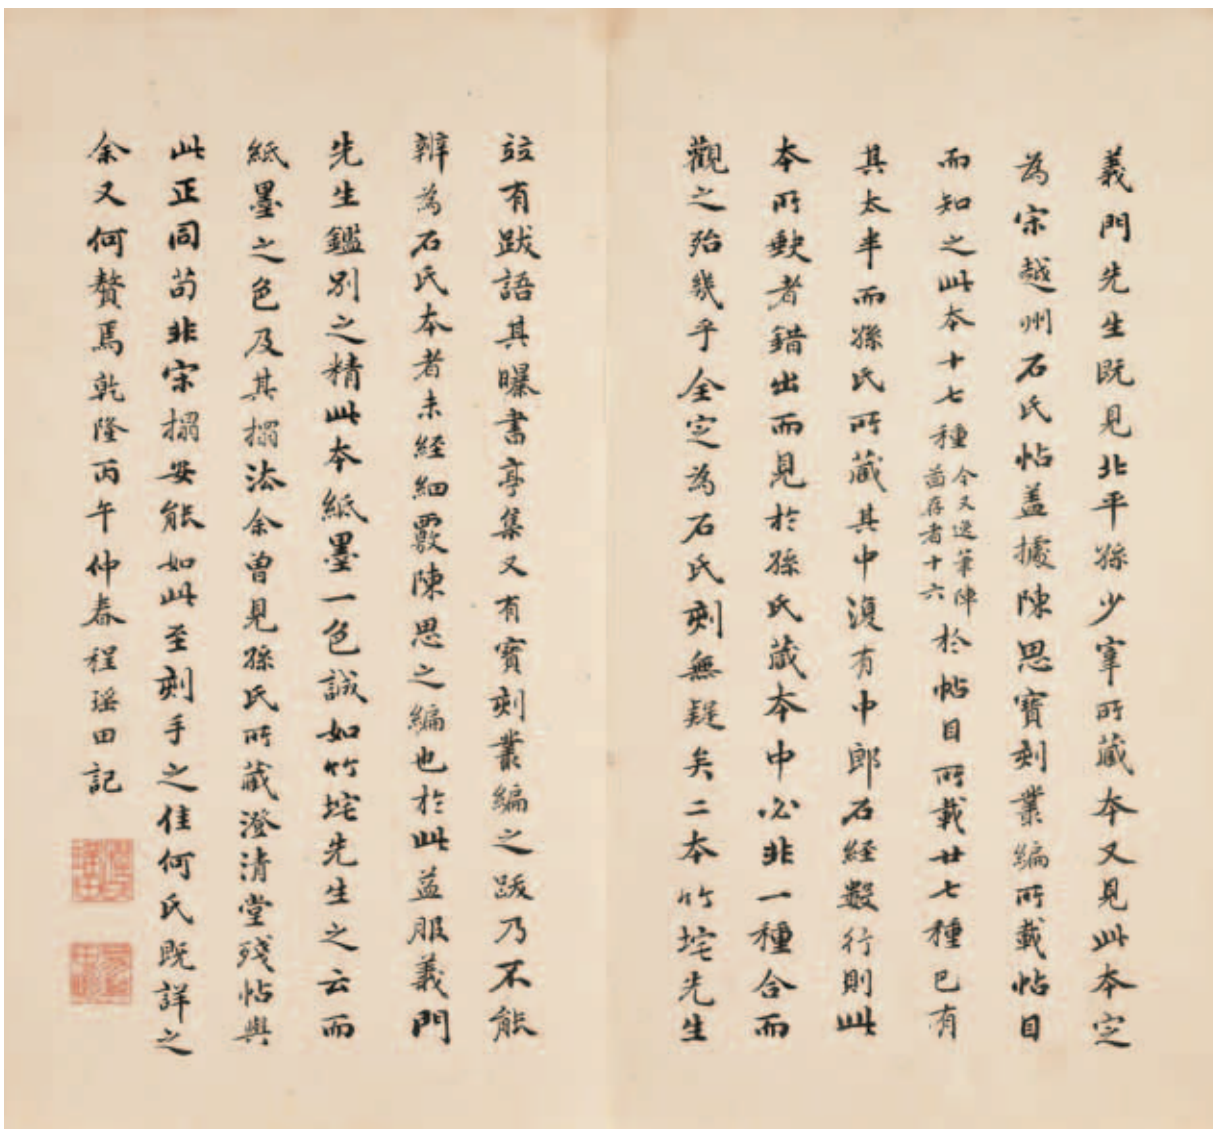 義門先生既見北平孫少宰所藏本又見此本定
為宋越州石氏帖蓋據陳思寶刻叢編所載帖目
而知之此本十七種今又逸筆陣啚存者十六於帖目所載廿七種已有
其太半而孫氏所藏其中復有中郎石經數行則此
本所缺者錯出而見於孫氏藏本中必非一種合而
觀之殆幾乎全定為石氏刻無疑矣二本竹垞先生
竝有跋語其曝書亭集又有寶刻叢編之跋乃不能
辨為石氏本者未經細覈陳思之編也於此益服義門
先生鑑別之精此本紙墨一色誠如竹垞先生之云而
紙墨之色及其搨法余曾見孫氏所藏澄清堂殘帖與
此正同苟非宋搨安能如此至刻手之佳何氏既詳之
余又何贅焉乾隆丙午仲春程瑤田記